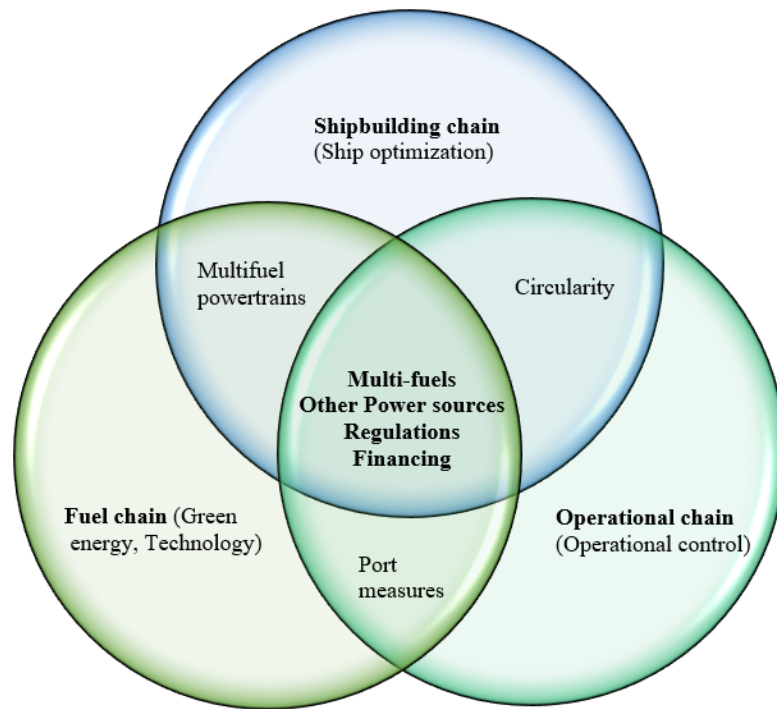 Shipbuilding chain
(Ship optimization)
Multifuel
powertrains
Circularity
Multi-fuels
Other Power sources
Regulations
Financing
Fuel chain (Green
energy, Technology)
Operational chain
(Operational control)
Port
measures